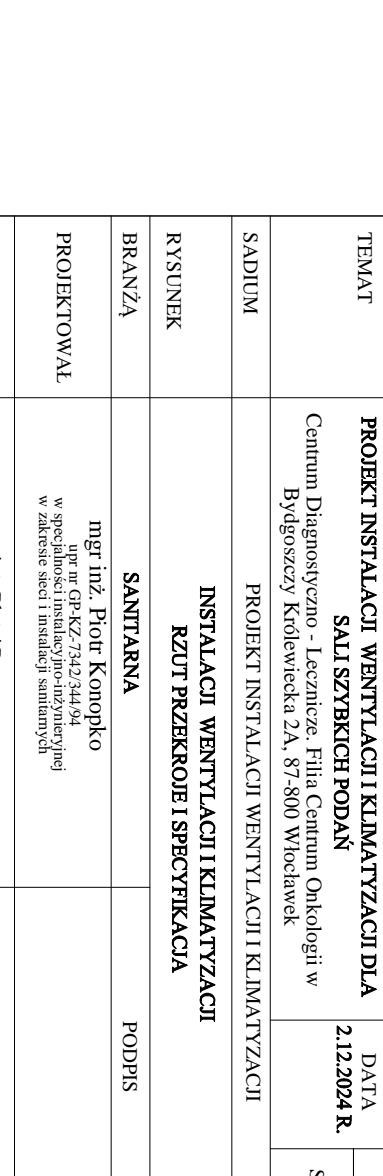 TEMAT
PROJEKT INSTALACJI WENTYLACJI I KLIMATYZACJI DLA
SALI SZYBKICH PODAŃ
Centrum Diagnostyczno - Lecznicze. Filia Centrum Onkologii w
Bydgoszczy Królewiecka 2A, 87-800 Włocławek
DATA
2.12.2024 R.
SADIUM
PROJEKT INSTALACJI WENTYLACJI I KLIMATYZACJI
RYSUNEK
INSTALACJI WENTYLACJI I KLIMATYZACJI
RZUT PRZEKROJE I SPECYFIKACJA
BRANŻĄ
SANITARNA
PODPIS
PROJEKTOWAŁ
mgr inż. Piotr Konopko
upr nr GP-KZ-7342/344/94
w specjalności instalacyjno-inżynieryjnej
w zakresie sieci i instalacji sanitarnych